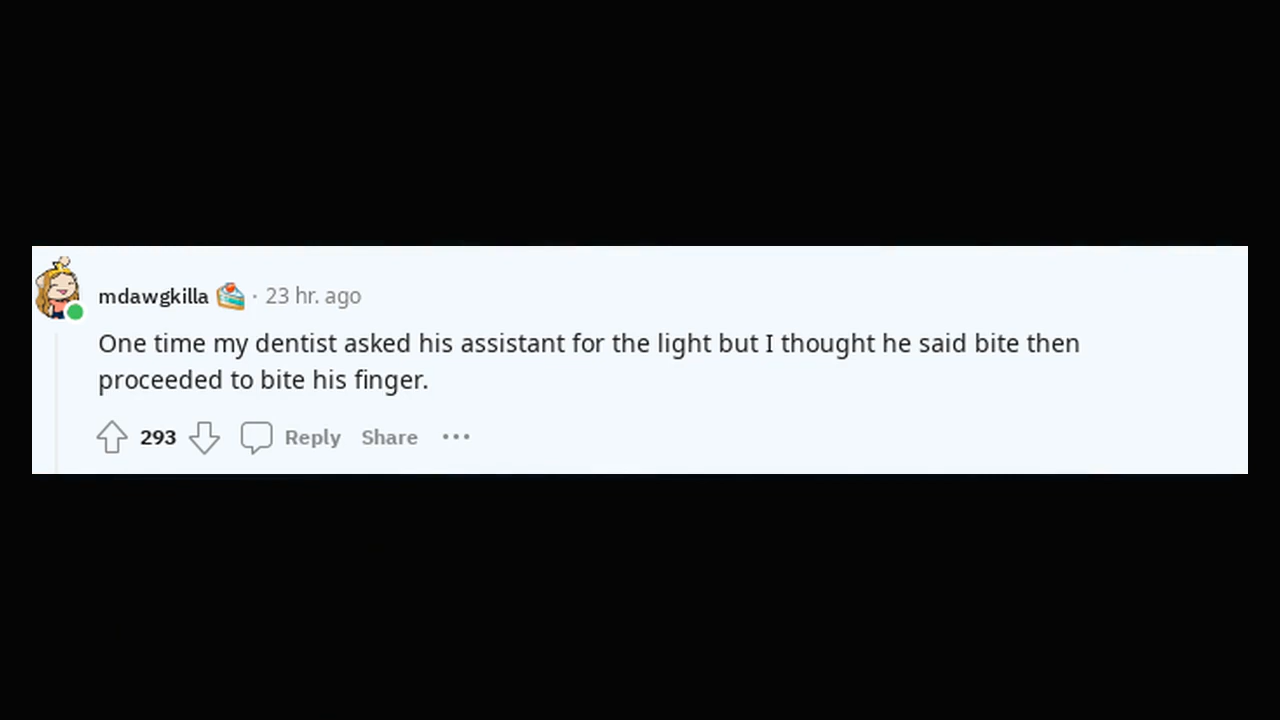 mdawgkilla · 23 hr. ago
One time my dentist asked his assistant for the light but I thought he said bite then
proceeded to bite his finger.
293 Reply Share ...